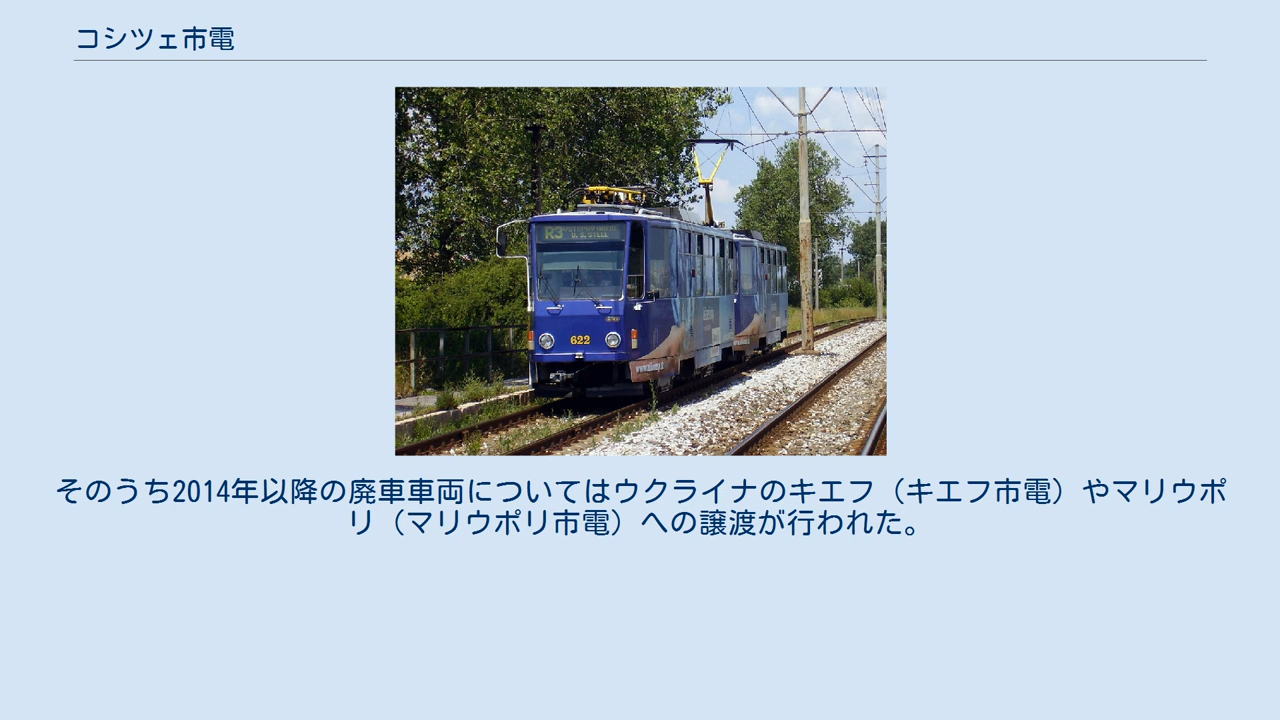 コシツェ市電
R3
622
そのうち2014年以降の廃車車両についてはウクライナのキエフ（キエフ市電）やマリウポ
リ（マリウポリ市電）への譲渡が行われた。